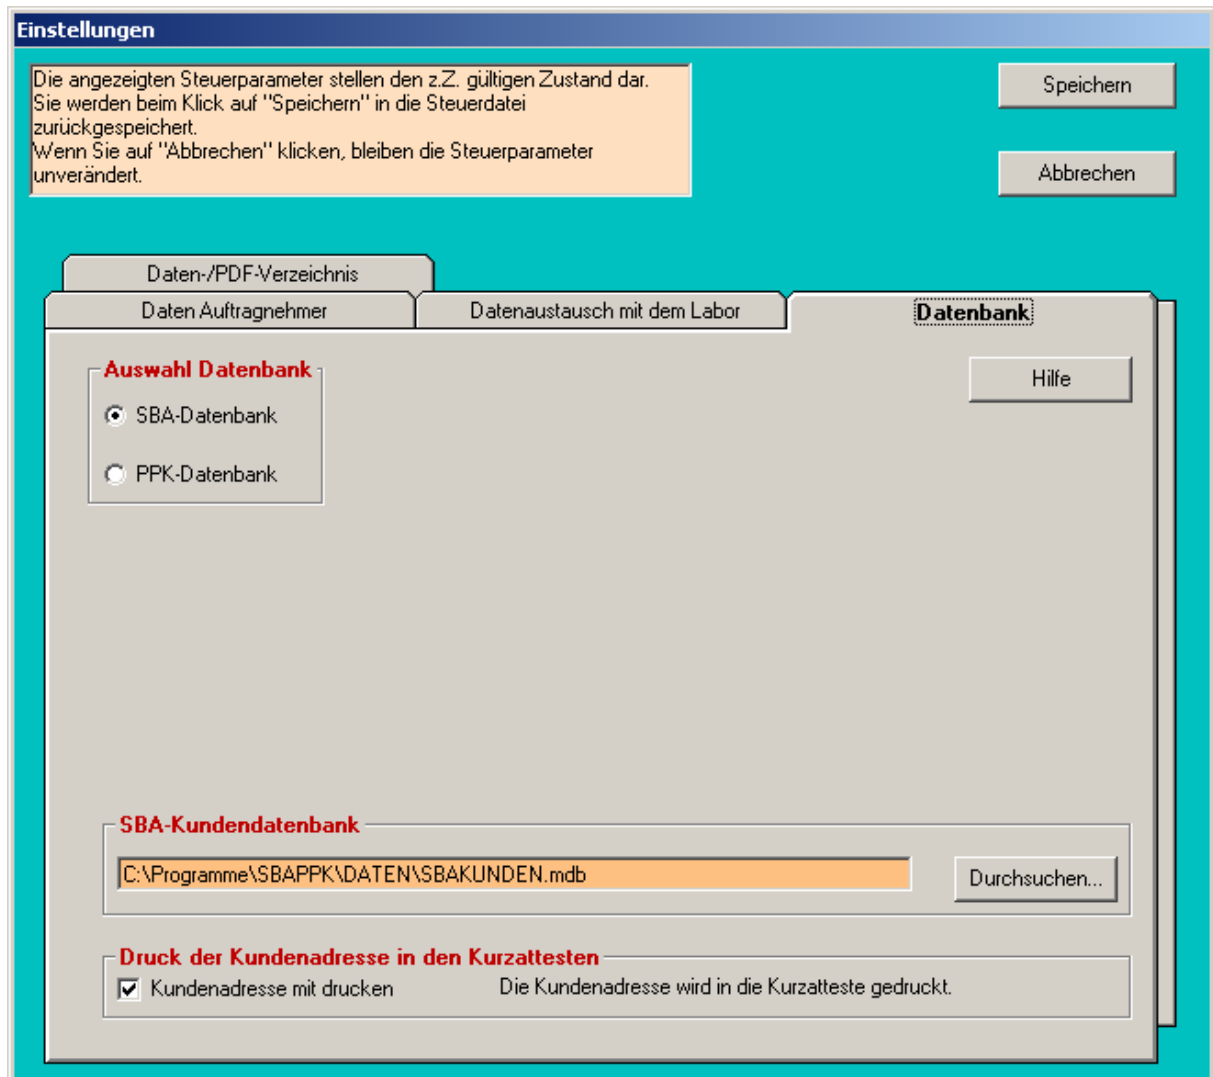 Einstellungen
Die angezeigten Steuerparameter stellen den z.Z. gültigen Zustand dar.
Sie werden beim Klick auf "Speichern" in die Steuerdatei
zurückgespeichert.
Wenn Sie auf "Abbrechen" klicken, bleiben die Steuerparameter
unverändert.
Speichern
Abbrechen
Daten-/PDF-Verzeichnis
Daten Auftragnehmer
Datenaustausch mit dem Labor
Datenbank
Auswahl Datenbank
SBA-Datenbank
PPK-Datenbank
Hilfe
SBA-Kundendatenbank
C:\Programme\SBAPPK\DATEN\SBAKUNDEN.mdb
Durchsuchen...
Druck der Kundenadresse in den Kurzattesten
Kundenadresse mit drucken
Die Kundenadresse wird in die Kurzatteste gedruckt.